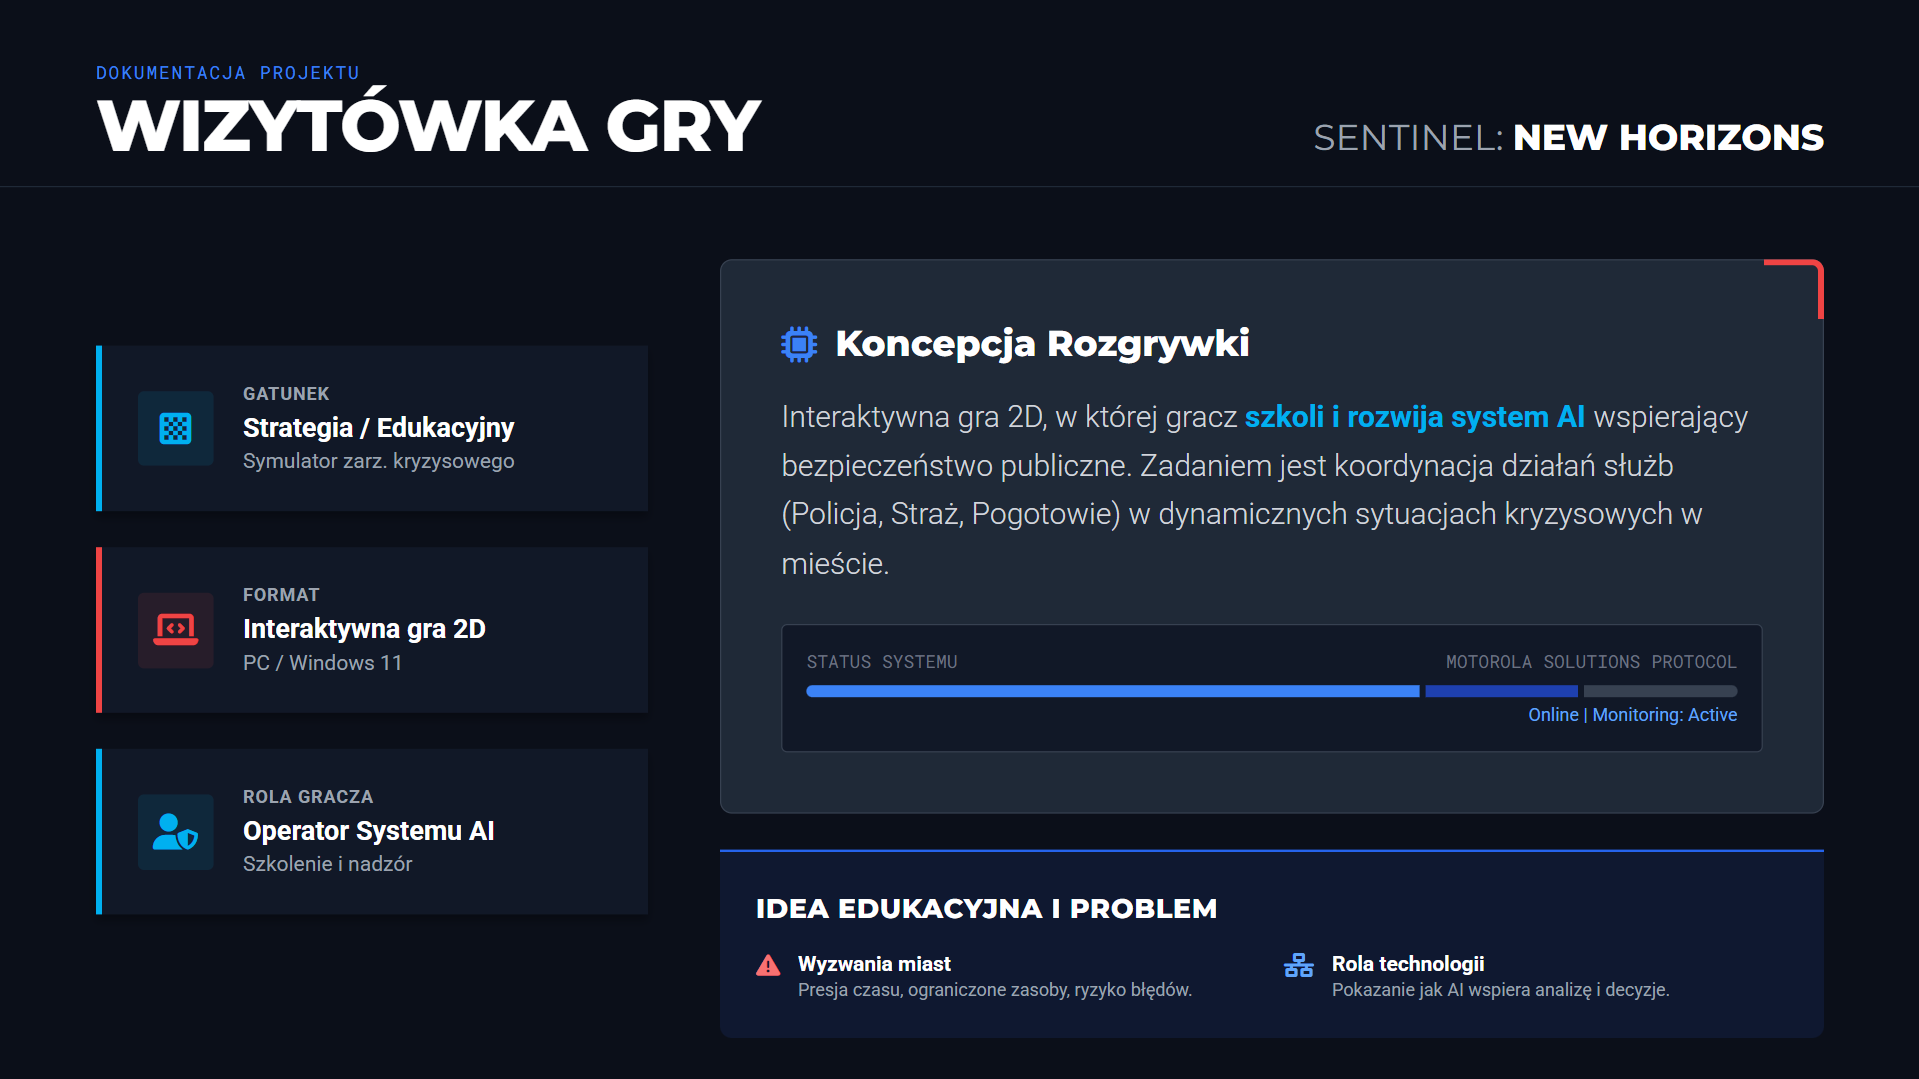 DOKUMENTACJA PROJEKTU
WIZYTÓWKA GRY
SENTINEL: NEW HORIZONS
GATUNEK
Strategia / Edukacyjny
Symulator zarz. kryzysowego
FORMAT
Interaktywna gra 2D
PC / Windows 11
ROLA GRACZA
Operator Systemu AI
Szkolenie i nadzór
Koncepcja Rozgrywki
Interaktywna gra 2D, w której gracz szkoli i rozwija system AI wspierający
bezpieczeństwo publiczne. Zadaniem jest koordynacja działań służb
(Policja, Straż, Pogotowie) w dynamicznych sytuacjach kryzysowych w
mieście.
STATUS SYSTEMU
MOTOROLA SOLUTIONS PROTOCOL
Online | Monitoring: Active
IDEA EDUKACYJNA I PROBLEM
Wyzwania miast
Presja czasu, ograniczone zasoby, ryzyko błędów.
Rola technologii
Pokazanie jak AI wspiera analizę i decyzje.